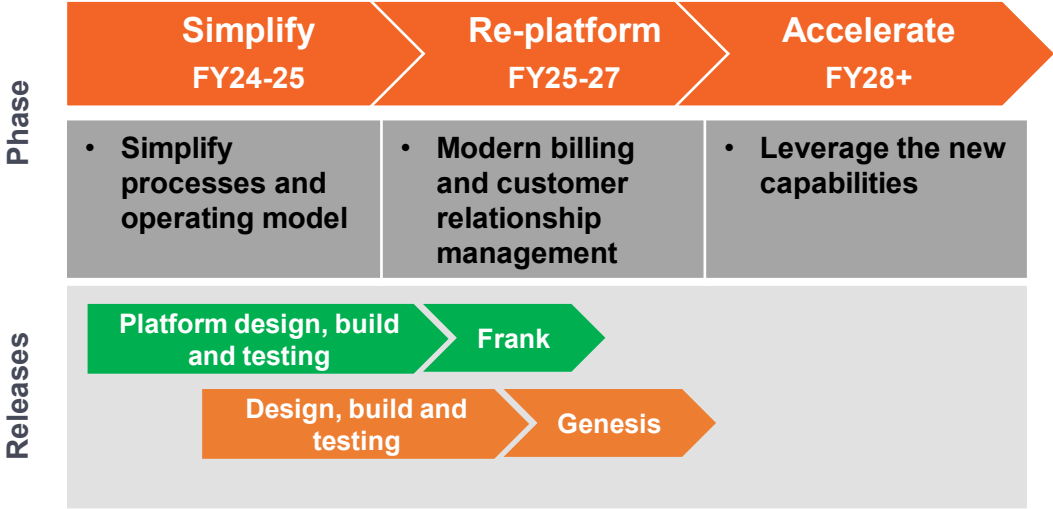 Phase
Simplify
FY24-25
Re-platform
FY25-27
Accelerate
FY28+
• Simplify
processes and
operating model
• Modern billing
and customer
relationship
management
• Leverage the new
capabilities
Releases
Platform design, build
and testing
Frank
Design, build and
testing
Genesis